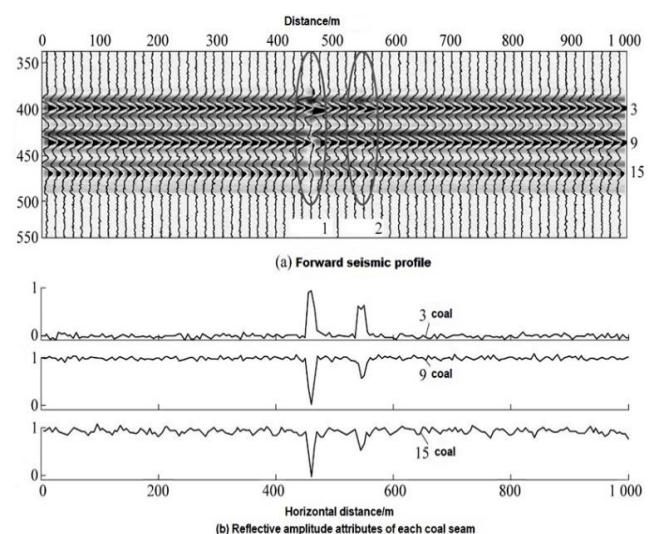 Distance/m
0 100 200 300 400 500 600 700 800 900 1 000
350
400
3
9
450
15
500
550
1 2
(a) Forward seismic profile
1
0
3 coal
1
0
9 coal
1
0
15 coal
0 200 400 600 800 1 000
Horizontal distance/m
(b) Reflective amplitude attributes of each coal seam